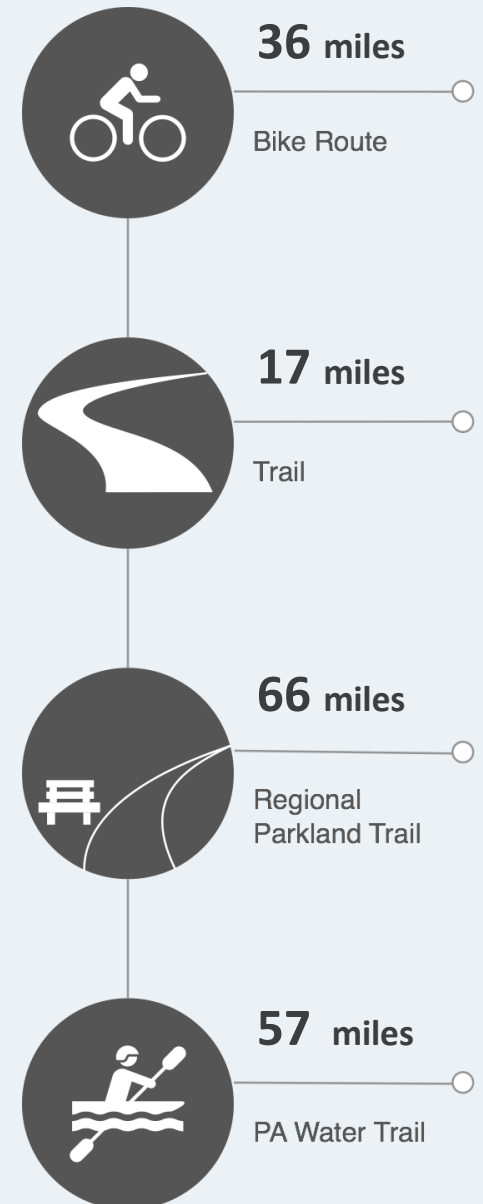 36 miles
Bike Route
17 miles
Trail
66 miles
Regional
Parkland Trail
57 miles
PA Water Trail